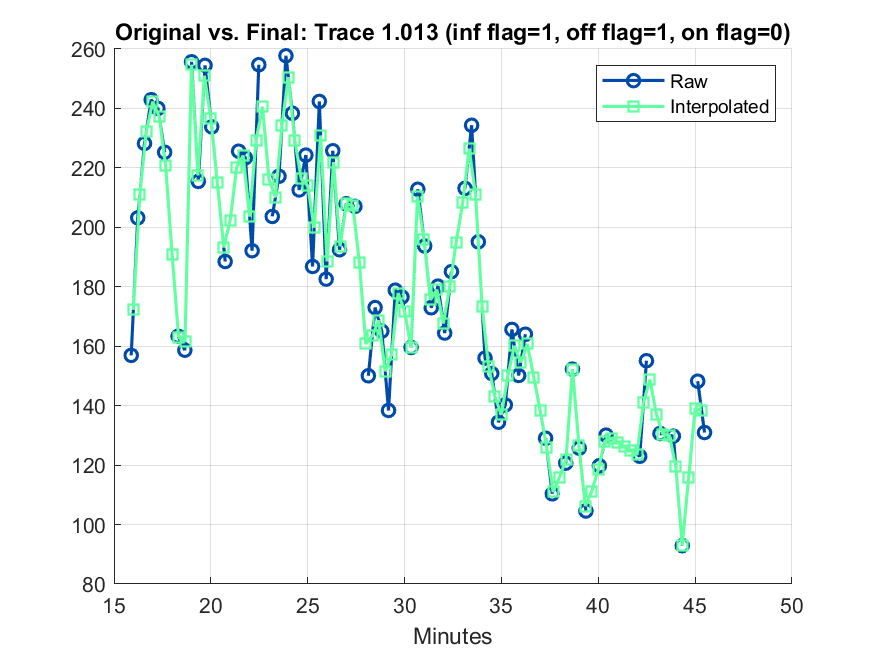 Original vs. Final: Trace 1.013 (inf flag=1, off flag=1, on flag=0)
260
240
220
200
180
160
140
120
100
80
Raw
Interpolated
15 20 25 30 35 40 45 50
Minutes